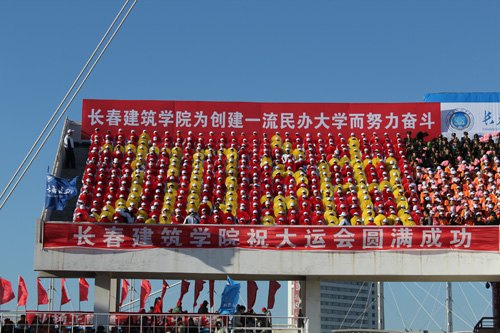 长春建筑学院为创建一流民办大学而努力奋斗
长春建筑学院祝大运会圆满成功